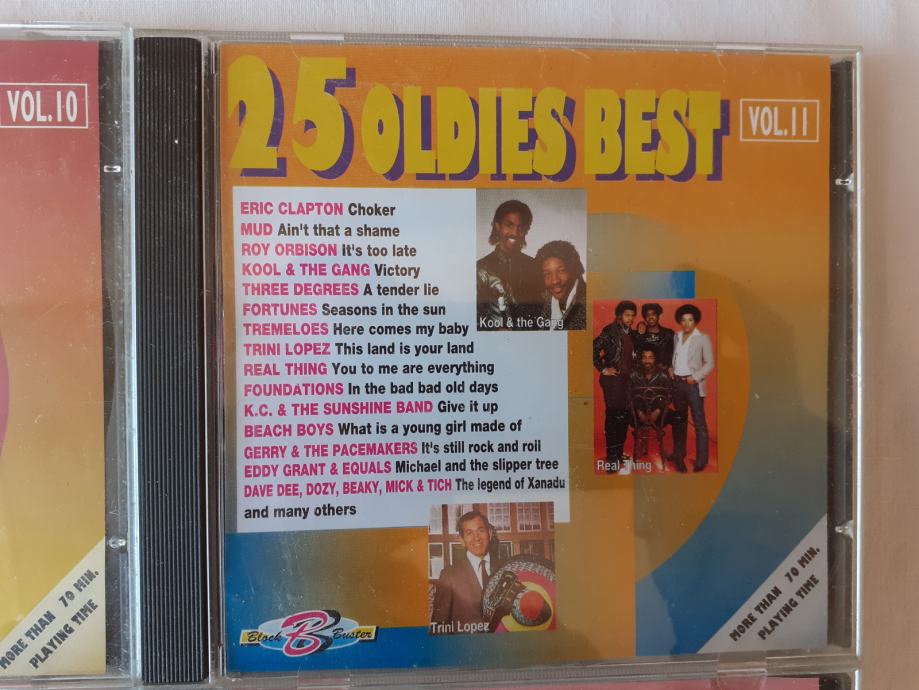 VOL.10
MORE THAN 70 MIN.
PLAYING TIME
25 OLDIES BEST
VOL.11
ERIC CLAPTON Choker
MUD Ain't that a shame
ROY ORBISON It's too late
KOOL & THE GANG Victory
THREE DEGREES A tender lie
FORTUNES Seasons in the sun
TREMELOES Here comes my baby
TRINI LOPEZ This land is your land
REAL THING You to me are everything
FOUNDATIONS In the bad bad old days
K.C. & THE SUNSHINE BAND Give it up
BEACH BOYS What is a young girl made of
GERRY & THE PACEMAKERS It's still rock and roil
EDDY GRANT & EQUALS Michael and the slipper tree
DAVE DEE, DOZY, BEAKY, MICK & TICH The legend of Xanadu
and many others
Kool & the Gang
Real Thing
Trini Lopez
Block B Buster
MORE THAN 70 MIN.
PLAYING TIME